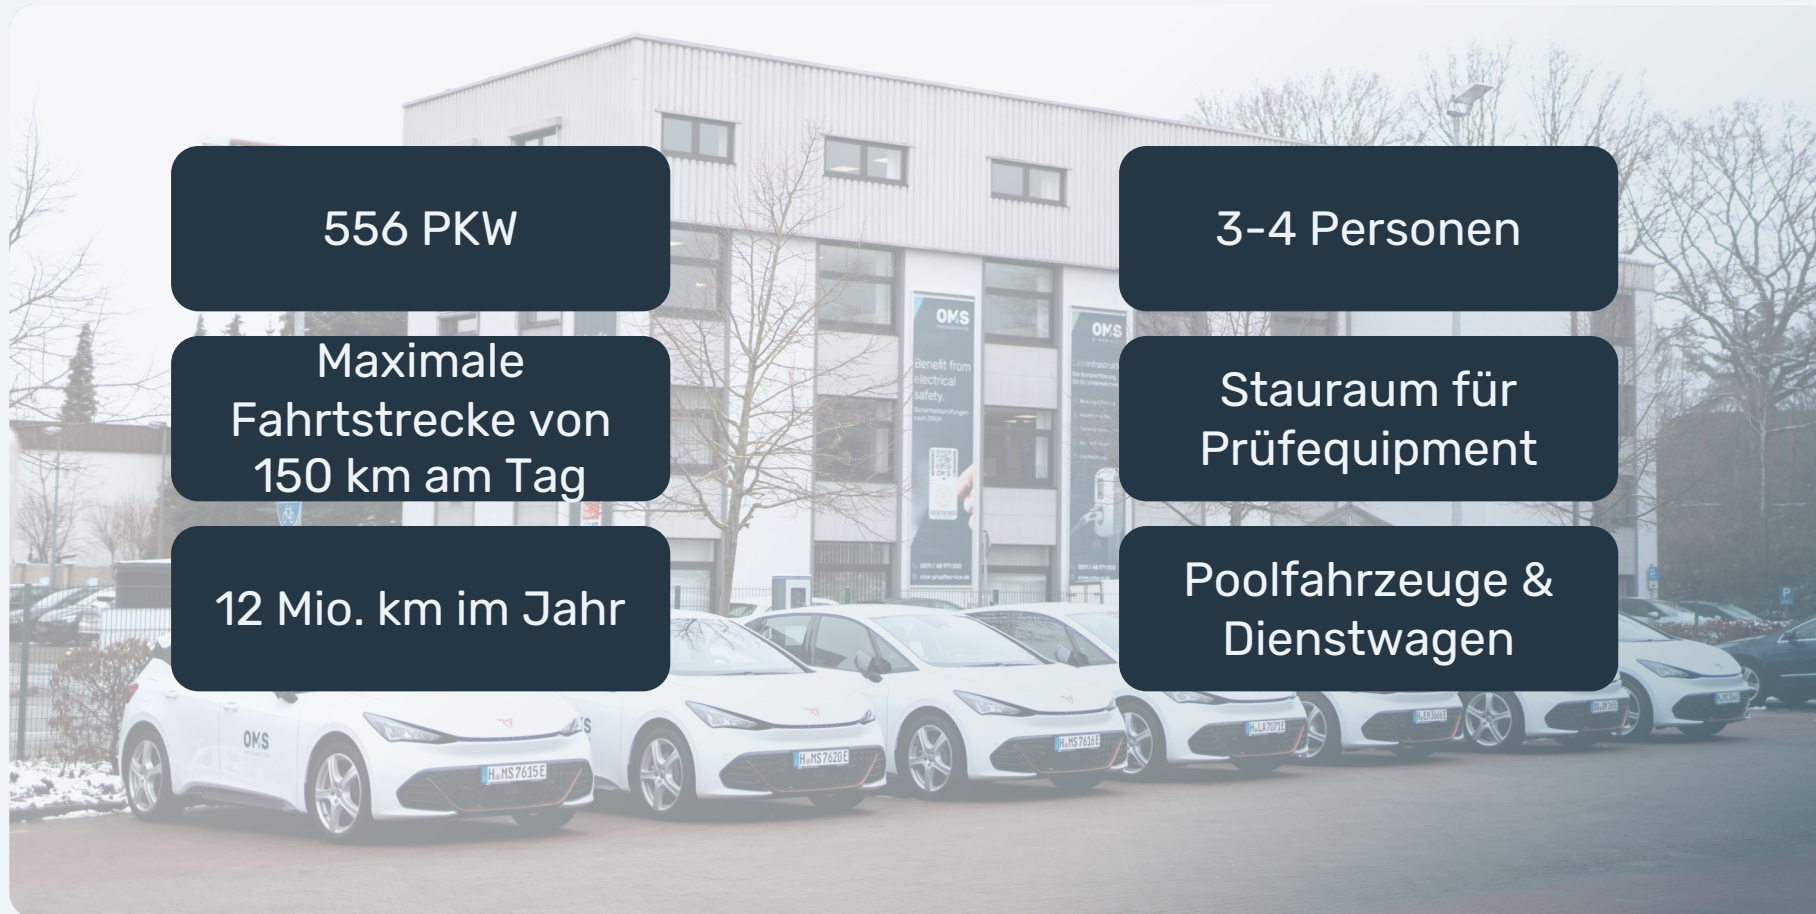 556 PKW
Maximale
Fahrtstrecke von
150 km am Tag
12 Mio. km im Jahr
3-4 Personen
Stauraum für
Prüfequipment
Poolfahrzeuge &
Dienstwagen
OMS
Benefit from
electrical
safety.
OMS
OMS
H MS 7615 E
H MS 7620 E
H MS 7616 E